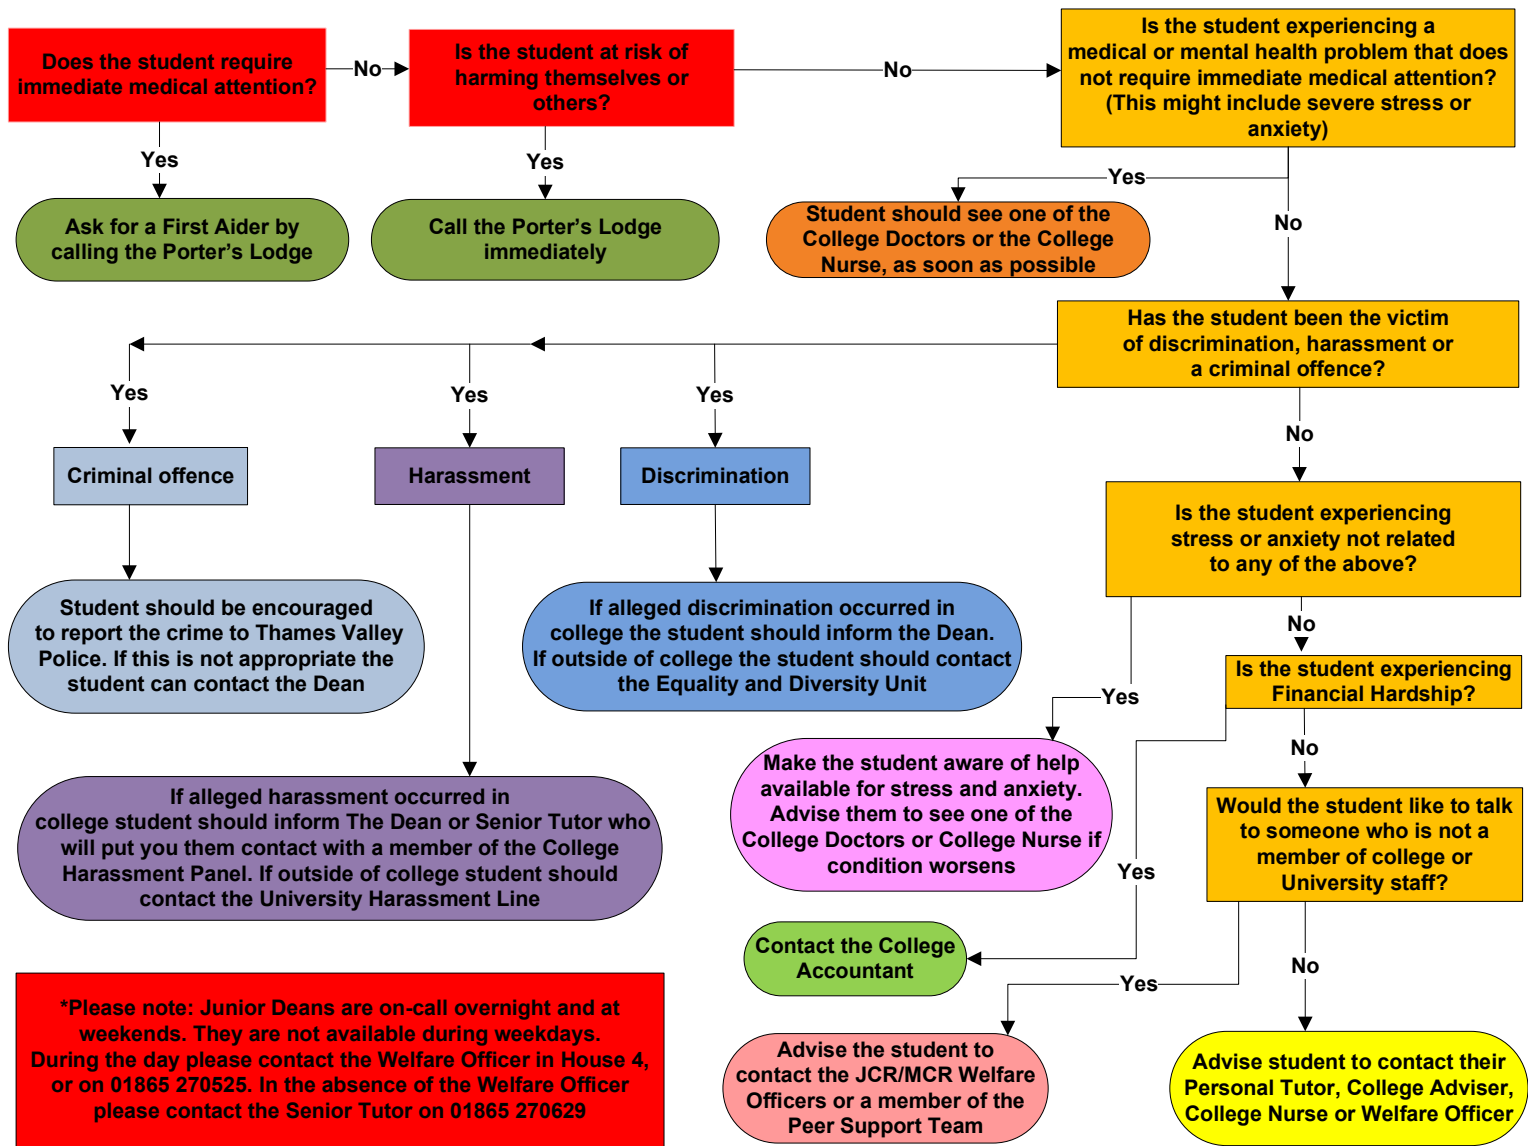 Does the student require
immediate medical attention?
No
Is the student at risk of
harming themselves or
others?
No
Is the student experiencing a
medical or mental health problem that does
not require immediate medical attention?
(This might include severe stress or
anxiety)
Yes
Ask for a First Aider by
calling the Porter's Lodge
Yes
Call the Porter's Lodge
immediately
Yes
Student should see one of the
College Doctors or the College
Nurse, as soon as possible
No
Has the student been the victim
of discrimination, harassment or
a criminal offence?
Yes
Criminal offence
Student should be encouraged
to report the crime to Thames Valley
Police. If this is not appropriate the
student can contact the Dean
Yes
Harassment
If alleged harassment occurred in
college student should inform The Dean or Senior Tutor who
will put you them contact with a member of the College
Harassment Panel. If outside of college student should
contact the University Harassment Line
Yes
Discrimination
If alleged discrimination occurred in
college the student should inform the Dean.
If outside of college the student should contact
the Equality and Diversity Unit
No
Is the student experiencing
stress or anxiety not related
to any of the above?
Yes
Make the student aware of help
available for stress and anxiety.
Advise them to see one of the
College Doctors or College Nurse if
condition worsens
No
Is the student experiencing
Financial Hardship?
Yes
Contact the College
Accountant
No
Would the student like to talk
to someone who is not a
member of college or
University staff?
Yes
Advise the student to
contact the JCR/MCR Welfare
Officers or a member of the
Peer Support Team
No
Advise student to contact their
Personal Tutor, College Adviser,
College Nurse or Welfare Officer
*Please note: Junior Deans are on-call overnight and at
weekends. They are not available during weekdays.
During the day please contact the Welfare Officer in House 4,
or on 01865 270525. In the absence of the Welfare Officer
please contact the Senior Tutor on 01865 270629